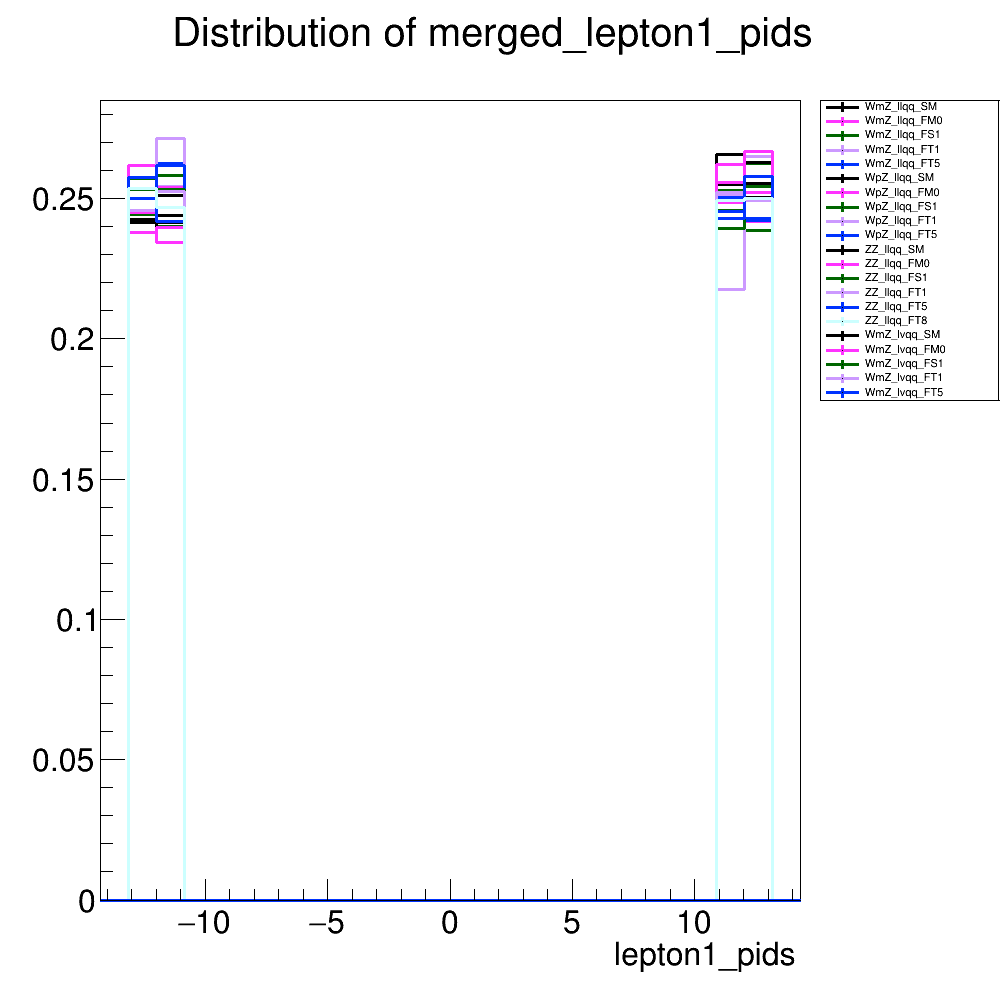 Distribution of merged_lepton1_pids
WmZ_llqq_SM
WmZ_llqq_FM0
WmZ_llqq_FS1
WmZ_llqq_FT1
WmZ_llqq_FT5
WpZ_llqq_SM
WpZ_llqq_FM0
WpZ_llqq_FS1
WpZ_llqq_FT1
WpZ_llqq_FT5
ZZ_llqq_SM
ZZ_llqq_FM0
ZZ_llqq_FS1
ZZ_llqq_FT1
ZZ_llqq_FT5
ZZ_llqq_FT8
WmZ_lvqq_SM
WmZ_lvqq_FM0
WmZ_lvqq_FS1
WmZ_lvqq_FT1
WmZ_lvqq_FT5
0.25
0.2
0.15
0.1
0.05
0
−10 −5 0 5 10
lepton1_pids